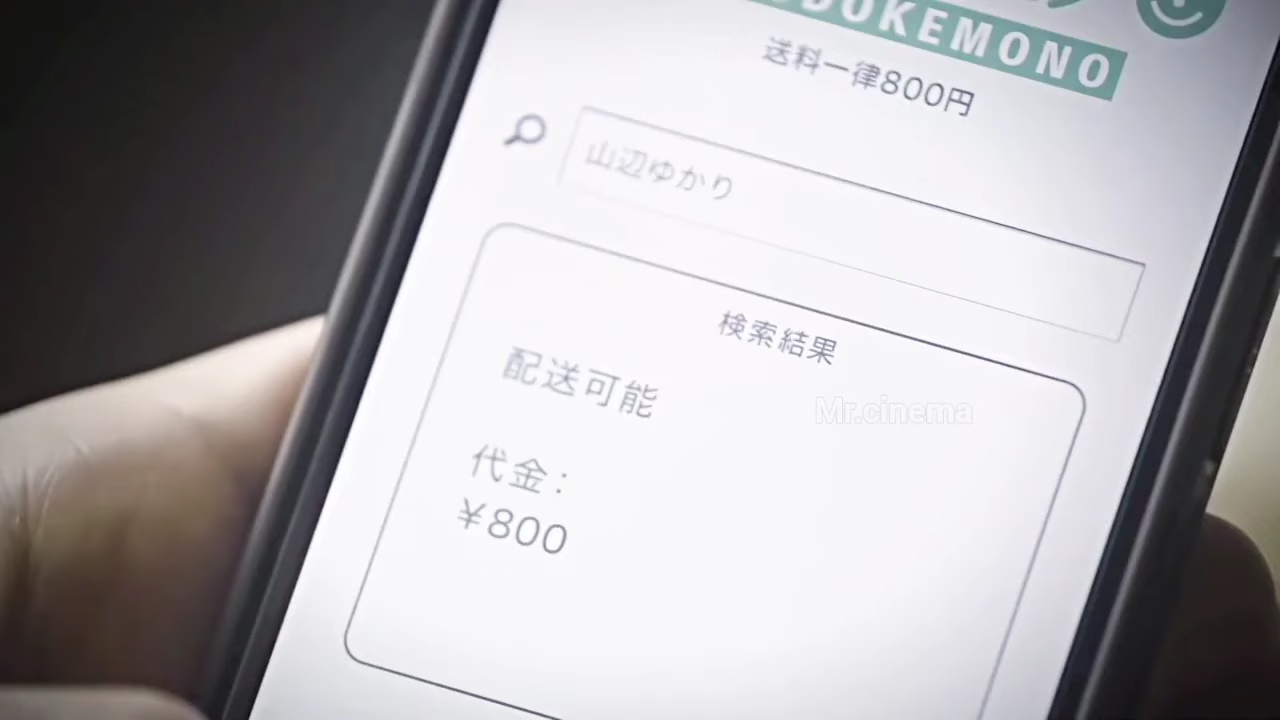 DOKEMONO
送料一律800円
山辺ゆかり
検索結果
配送可能
Mr.cinema
代金：
¥800